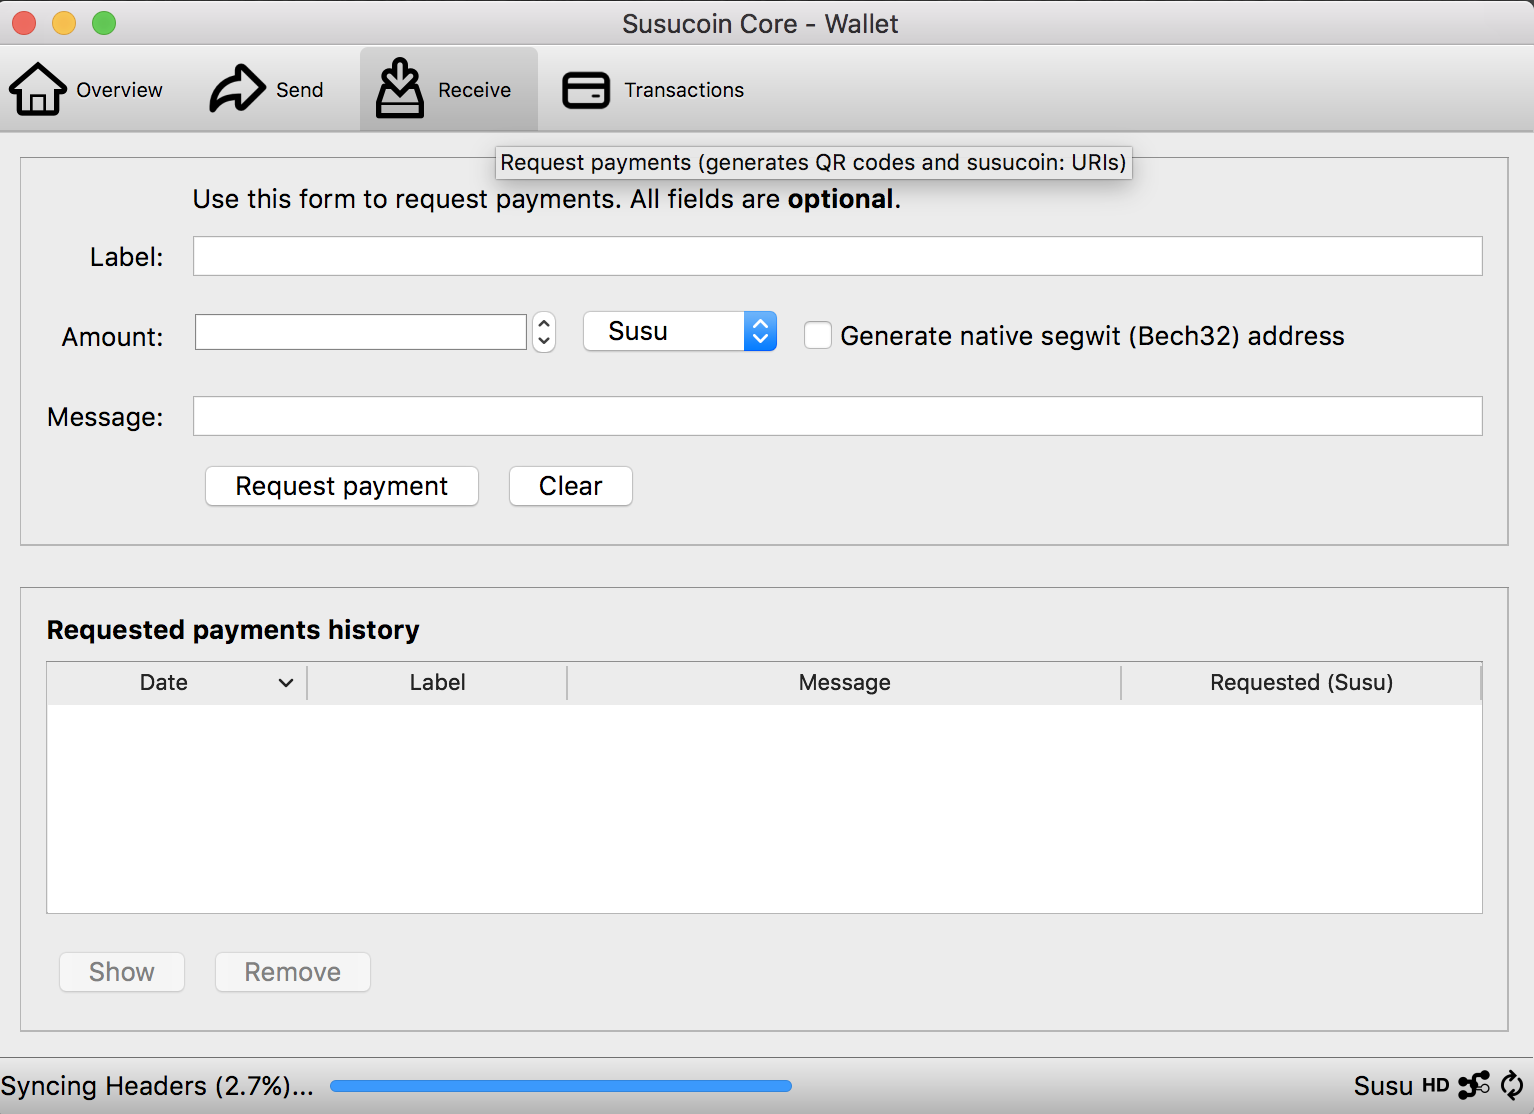 Susucoin Core - Wallet
Overview Send Receive Transactions
Request payments (generates QR codes and susucoin: URIs)
Use this form to request payments. All fields are optional.
Label:
Amount: Susu Generate native segwit (Bech32) address
Message:
Request payment Clear
Requested payments history
Date Label Message Requested (Susu)
Show Remove
Syncing Headers (2.7%)... Susu HD